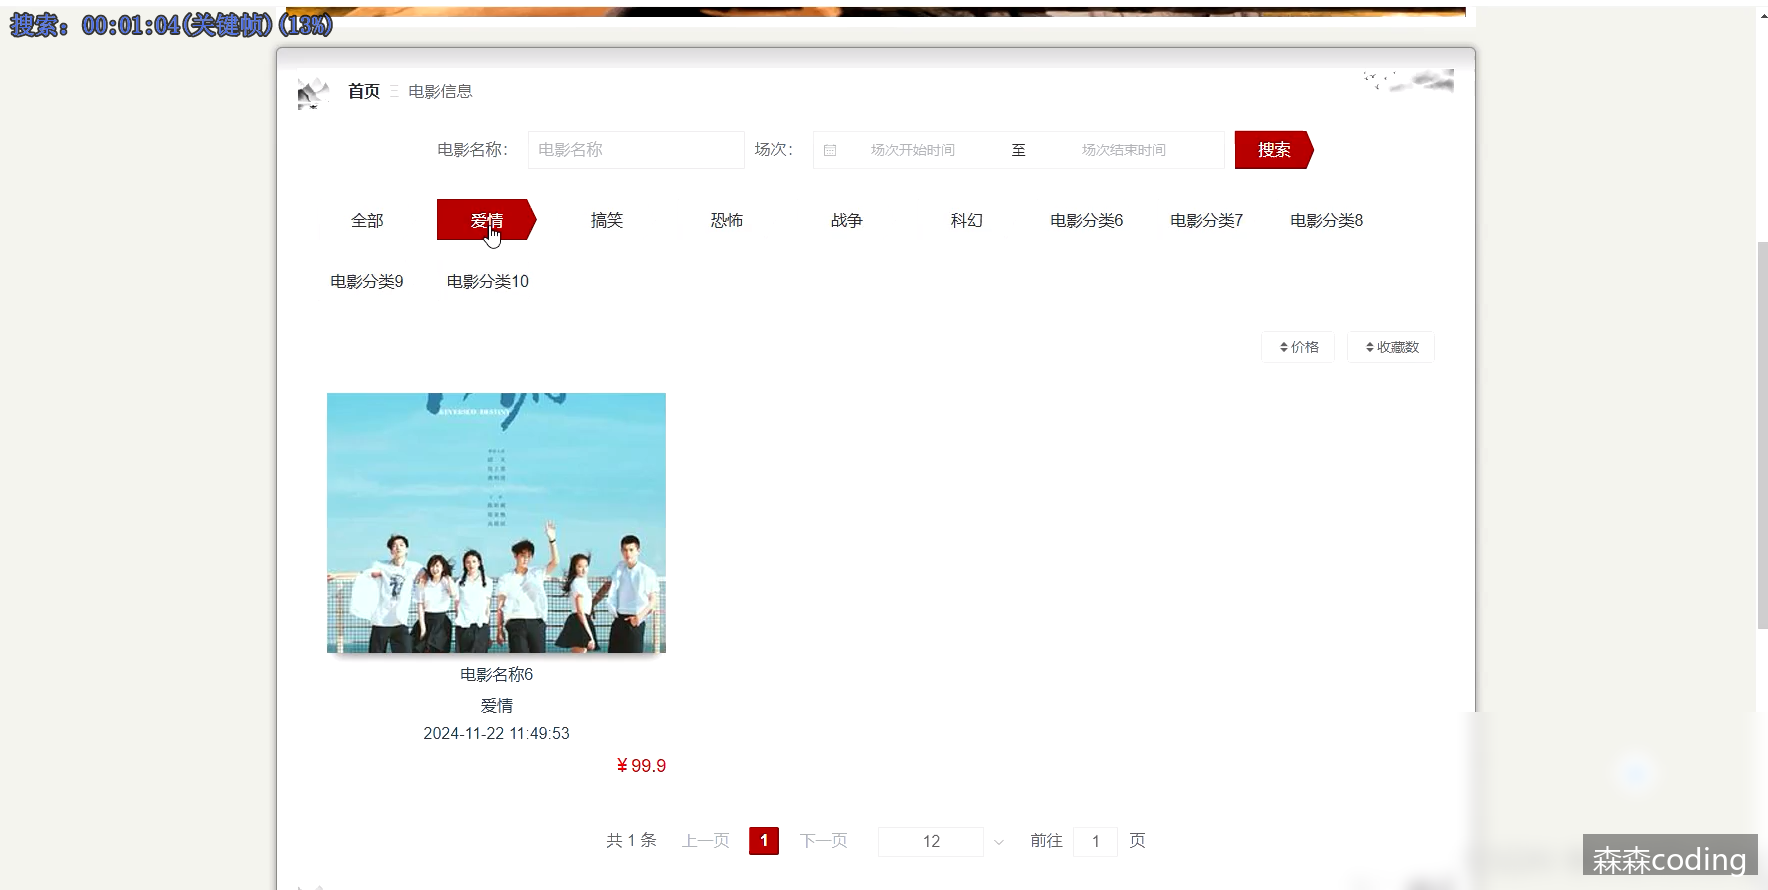 搜索: 00:01:04(关键帧)(13%)
首页 电影信息
电影名称: 电影名称 场次: 场次开始时间 至 场次结束时间 搜索
全部 爱情 搞笑 恐怖 战争 科幻 电影分类6 电影分类7 电影分类8
电影分类9 电影分类10
价格 收藏数
REVERSED DESTINY
电影名称6
爱情
2024-11-22 11:49:53
¥99.9
共 1 条 上一页 1 下一页 12 前往 1 页
森森coding